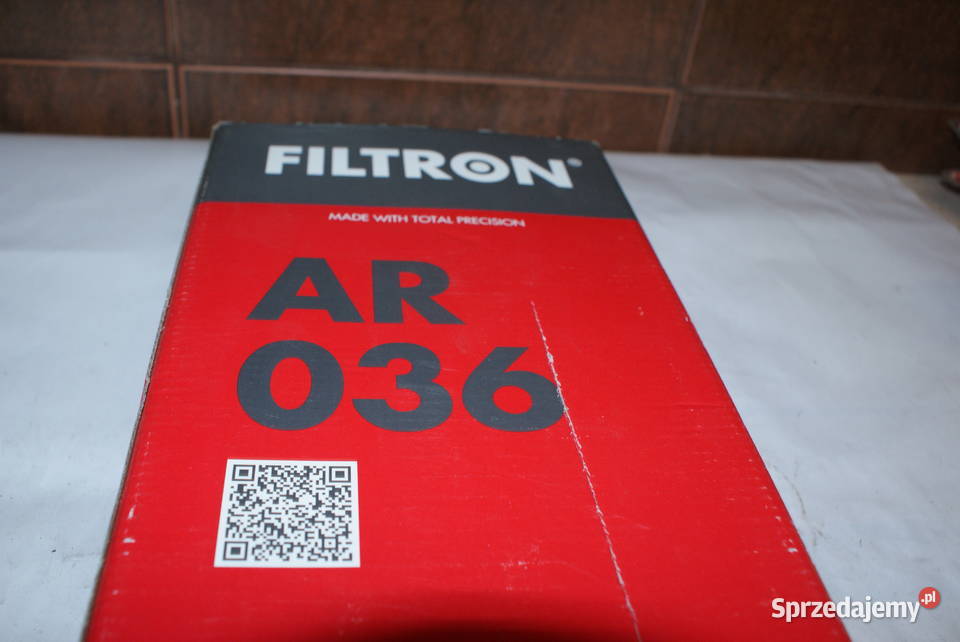 FILTRON®
MADE WITH TOTAL PRECISION
AR
036
Sprzedajemy.pl